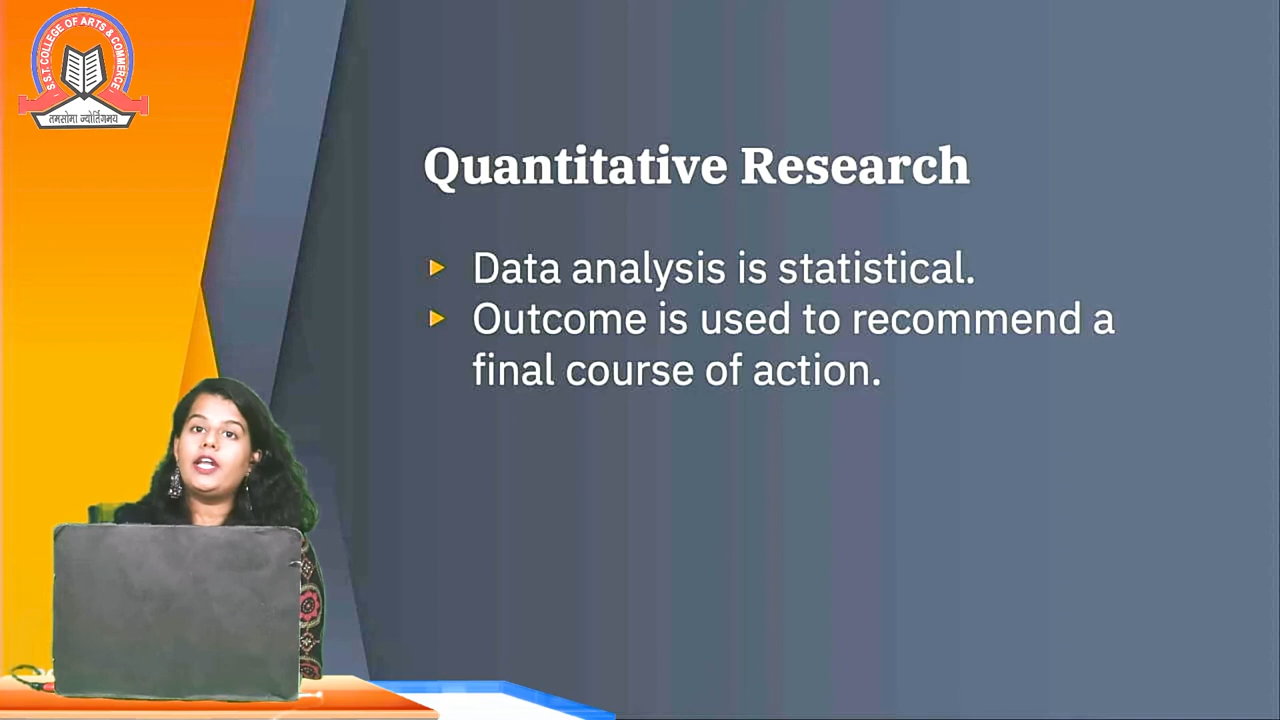 S.S.T. COLLEGE OF ARTS & COMMERCE
तमसोमा ज्योर्तिगमय
Quantitative Research
Data analysis is statistical.
Outcome is used to recommend a
final course of action.